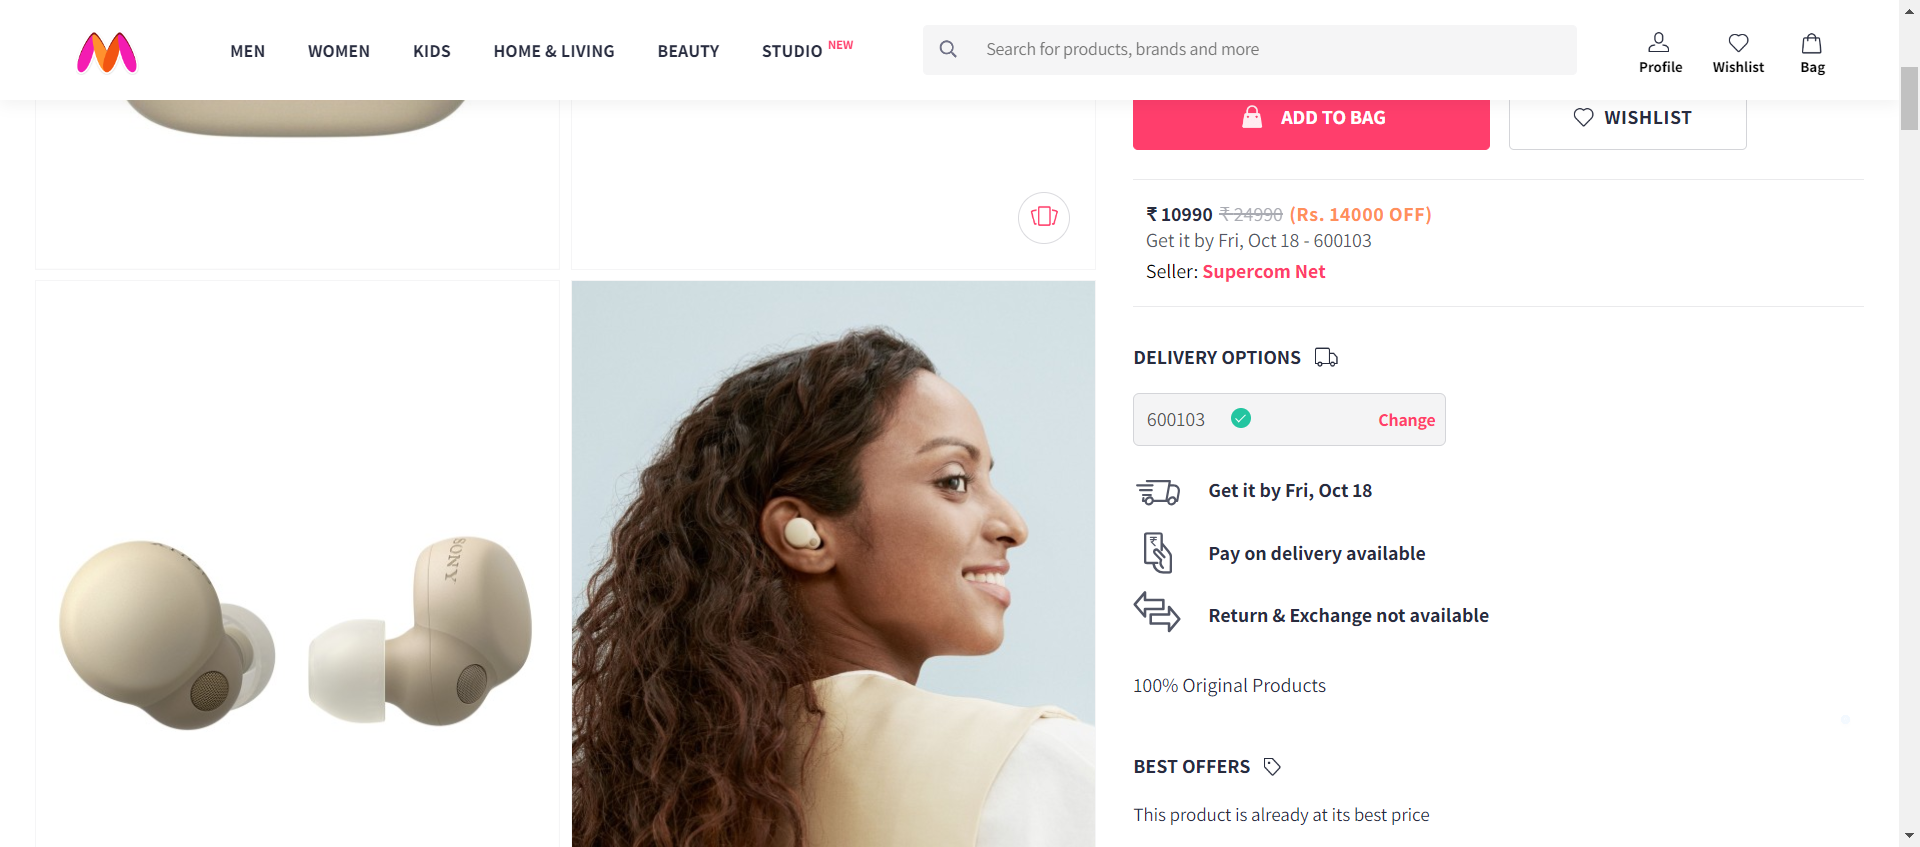 MEN
WOMEN
KIDS
HOME & LIVING
BEAUTY
STUDIO NEW
Search for products, brands and more
Profile
Wishlist
Bag
ADD TO BAG
WISHLIST
₹ 10990 ₹ 24990 (Rs. 14000 OFF)
Get it by Fri, Oct 18 - 600103
Seller: Supercom Net
DELIVERY OPTIONS
600103
Change
Get it by Fri, Oct 18
Pay on delivery available
Return & Exchange not available
100% Original Products
BEST OFFERS
This product is already at its best price
SONY